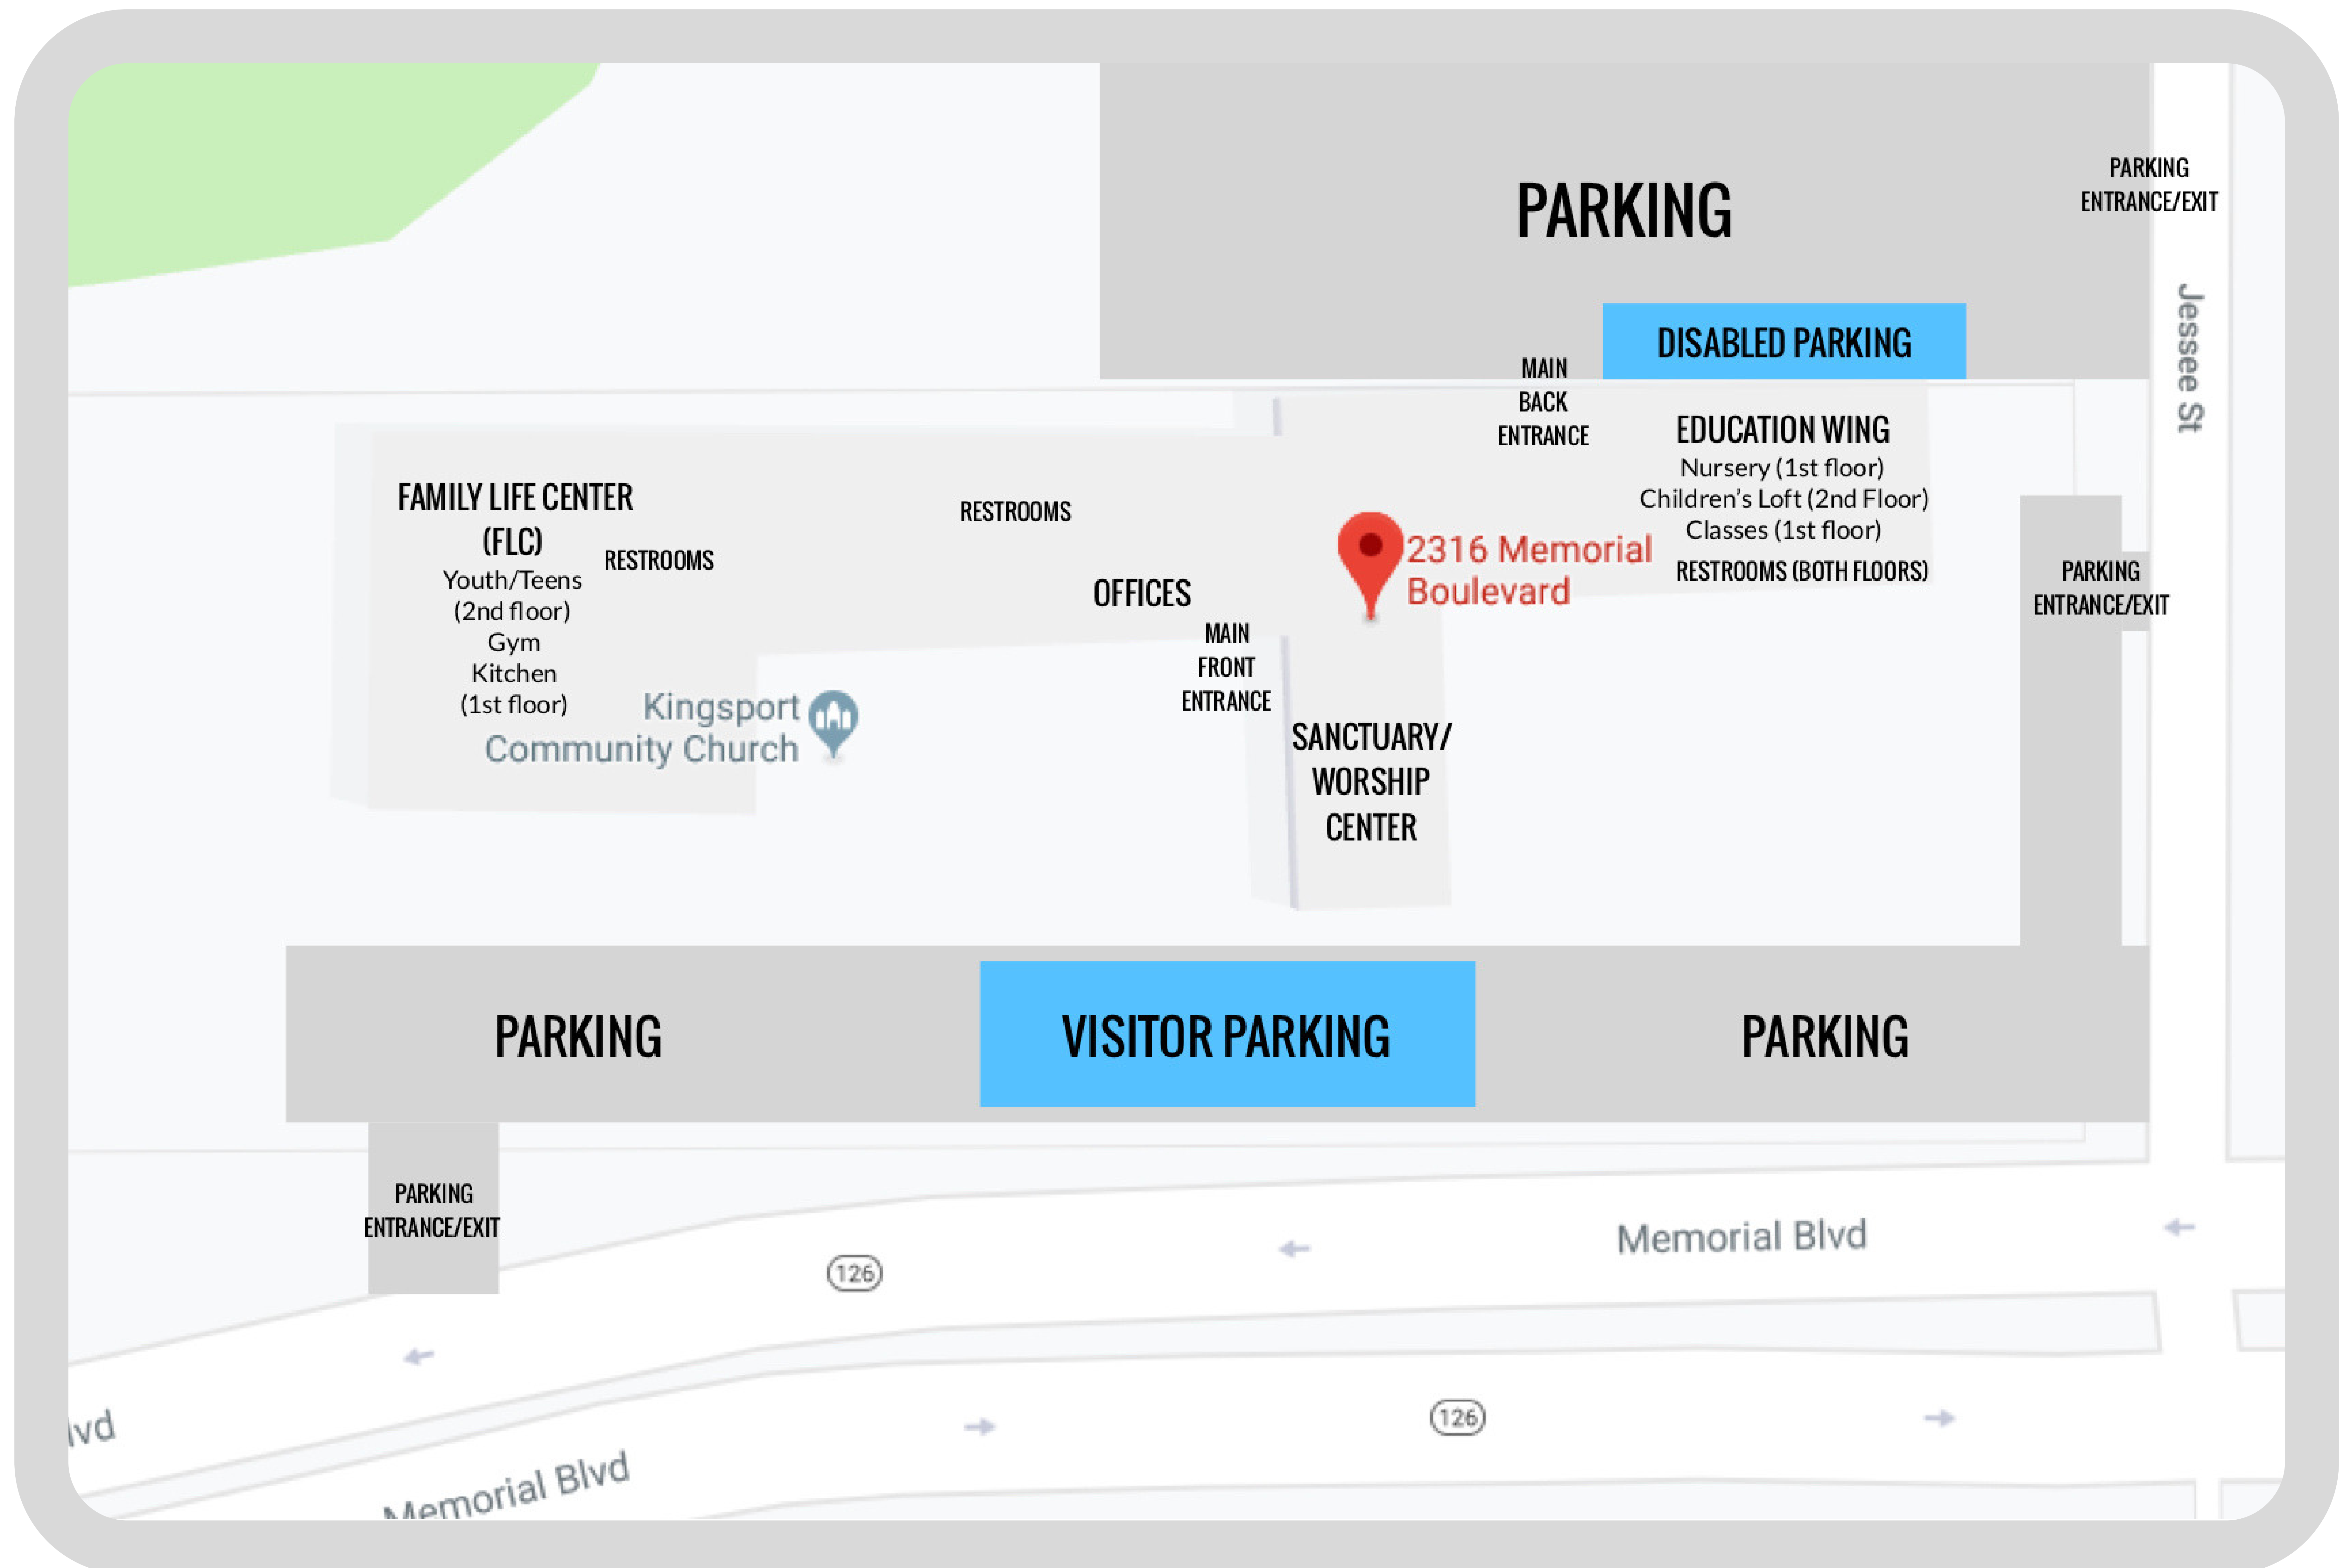 PARKING
ENTRANCE/EXIT
PARKING
Jessee St
DISABLED PARKING
MAIN
BACK
ENTRANCE
EDUCATION WING
Nursery (1st floor)
Children’s Loft (2nd Floor)
Classes (1st floor)
RESTROOMS (BOTH FLOORS)
FAMILY LIFE CENTER
(FLC)
Youth/Teens
(2nd floor)
Gym
Kitchen
(1st floor)
RESTROOMS
RESTROOMS
OFFICES
2316 Memorial
Boulevard
PARKING
ENTRANCE/EXIT
MAIN
FRONT
ENTRANCE
Kingsport
Community Church
SANCTUARY/
WORSHIP
CENTER
PARKING
VISITOR PARKING
PARKING
PARKING
ENTRANCE/EXIT
Memorial Blvd
126
126
lvd
Memorial Blvd